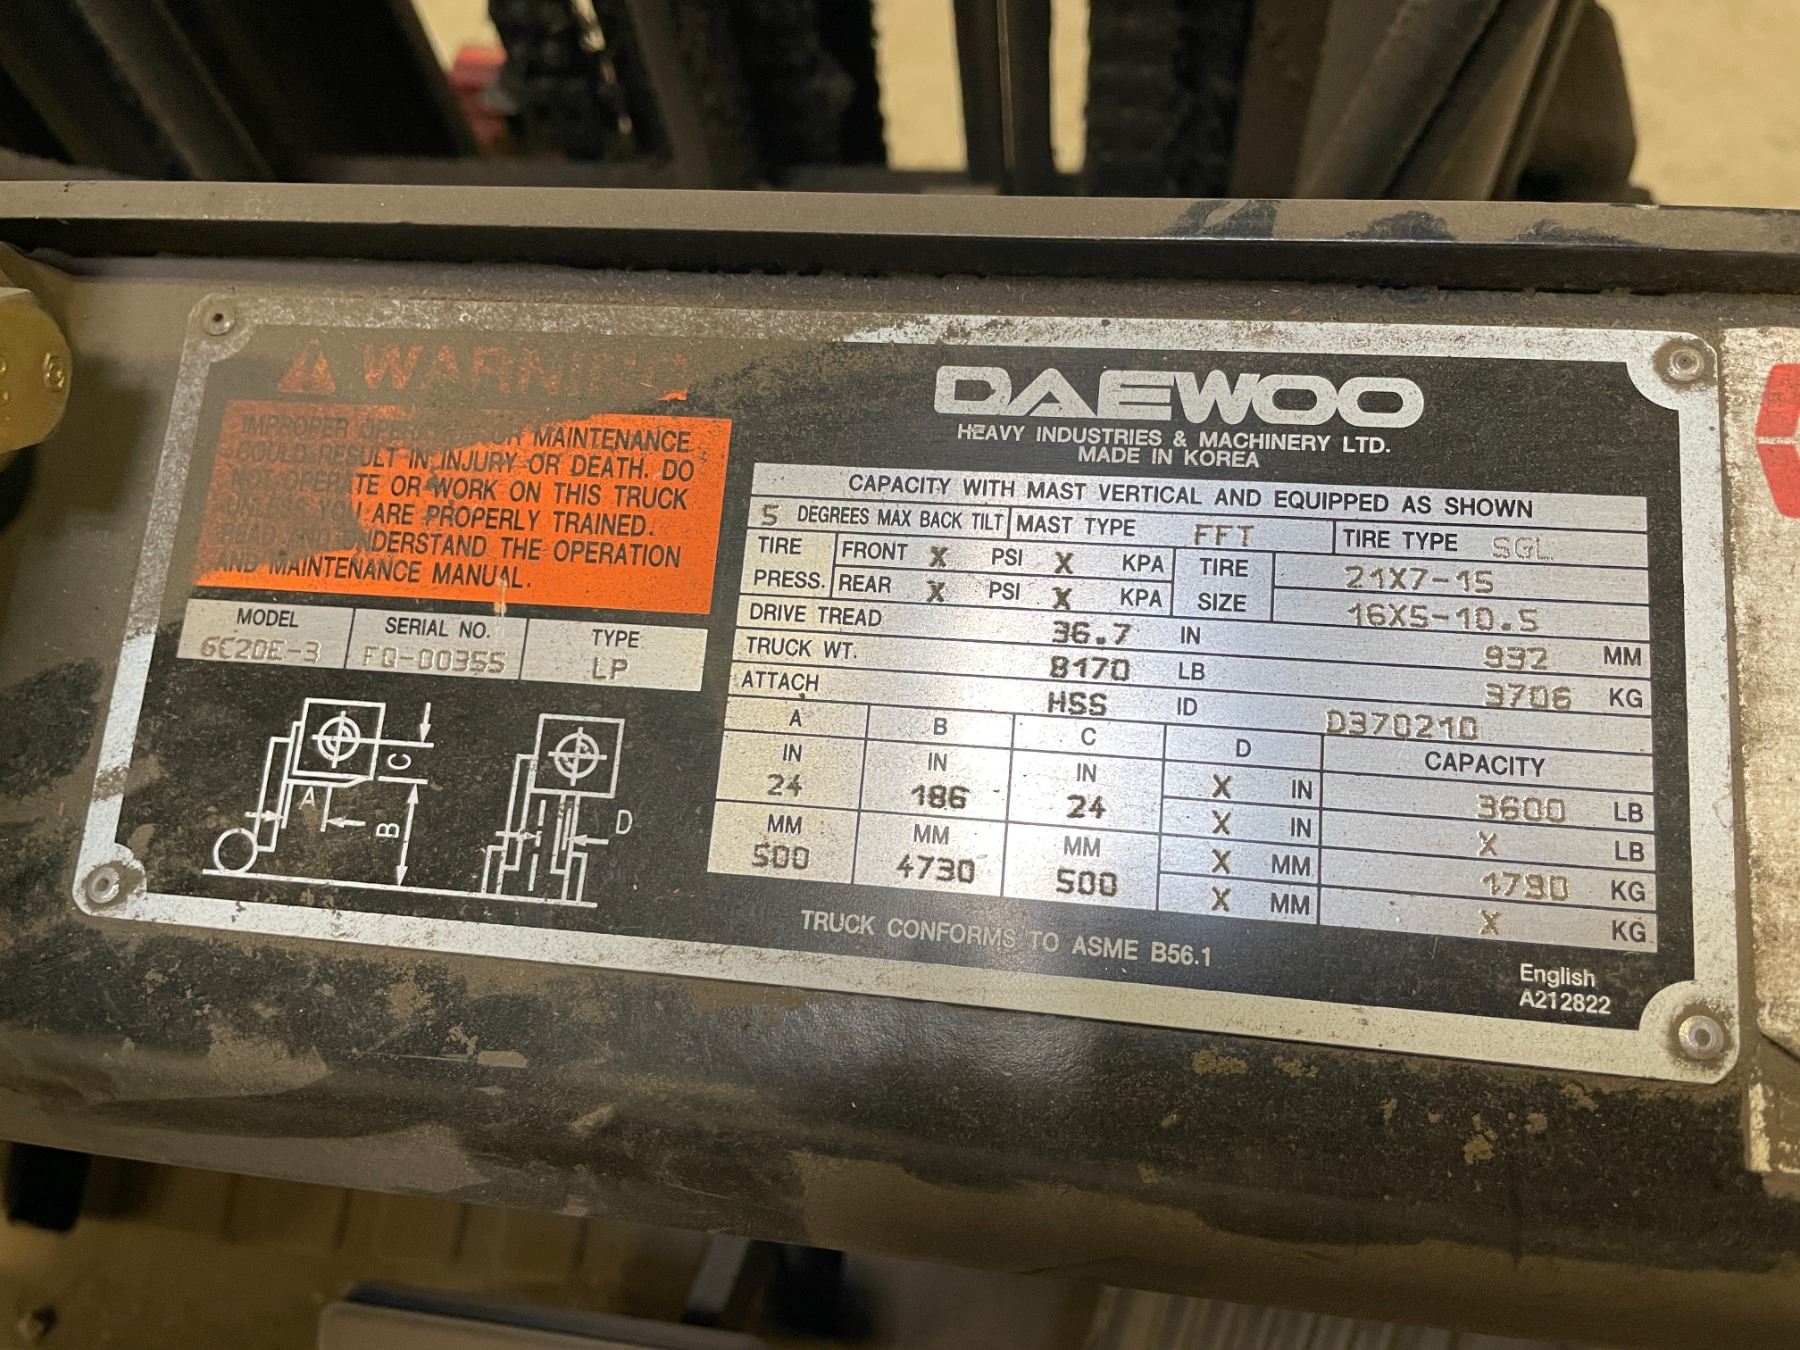 WARNING
IMPROPER OPERATION OR MAINTENANCE
COULD RESULT IN INJURY OR DEATH. DO
NOT OPERATE OR WORK ON THIS TRUCK
UNLESS YOU ARE PROPERLY TRAINED.
READ AND UNDERSTAND THE OPERATION
AND MAINTENANCE MANUAL.
MODEL SERIAL NO. TYPE
GC20E-3 FQ-00355 LP
A B C D
DAEWOO
HEAVY INDUSTRIES & MACHINERY LTD.
MADE IN KOREA
CAPACITY WITH MAST VERTICAL AND EQUIPPED AS SHOWN
5 DEGREES MAX BACK TILT MAST TYPE FFT TIRE TYPE SGL
TIRE PRESS. FRONT X PSI X KPA TIRE SIZE 21X7-15
REAR X PSI X KPA 16X5-10.5
DRIVE TREAD 36.7 IN 932 MM
TRUCK WT. 8170 LB 3706 KG
ATTACH HSS ID D370210
A B C D CAPACITY
IN IN IN X IN 3600 LB
24 186 24 X IN X LB
MM MM MM X MM 1790 KG
500 4730 500 X MM X KG
TRUCK CONFORMS TO ASME B56.1
English
A212822